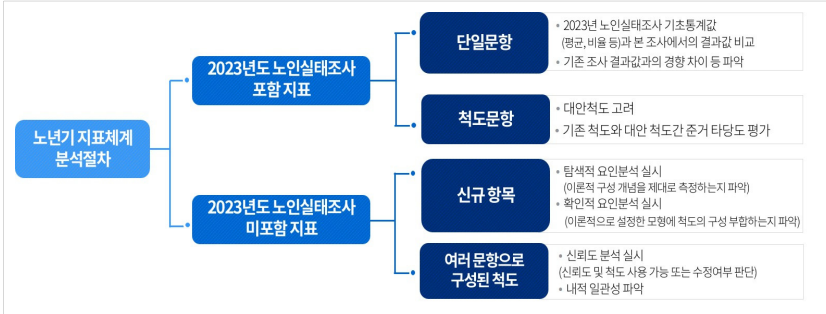 노년기 지표체계
분석절차
2023년도 노인실태조사
포함 지표
단일문항
• 2023년 노인실태조사 기초통계값
(평균, 비율 등)과 본 조사에서의 결과값 비교
• 기존 조사 결과값과의 경향 차이 등 파악
척도문항
• 대안척도 고려
• 기존 척도와 대안 척도간 준거 타당도 평가
2023년도 노인실태조사
미포함 지표
신규 항목
• 탐색적 요인분석 실시
(이론적 구성 개념을 제대로 측정하는지 파악)
• 확인적 요인분석 실시
(이론적으로 설정한 모형에 척도의 구성 부합하는지 파악)
여러 문항으로
구성된 척도
• 신뢰도 분석 실시
(신뢰도 및 척도 사용 가능 또는 수정여부 판단)
• 내적 일관성 파악